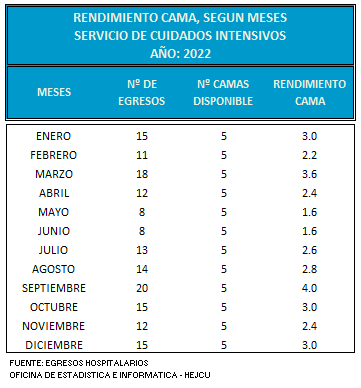 RENDIMIENTO CAMA, SEGUN MESES
SERVICIO DE CUIDADOS INTENSIVOS
AÑO: 2022
MESES Nº DE EGRESOS Nº CAMAS DISPONIBLE RENDIMIENTO CAMA
ENERO 15 5 3.0
FEBRERO 11 5 2.2
MARZO 18 5 3.6
ABRIL 12 5 2.4
MAYO 8 5 1.6
JUNIO 8 5 1.6
JULIO 13 5 2.6
AGOSTO 14 5 2.8
SEPTIEMBRE 20 5 4.0
OCTUBRE 15 5 3.0
NOVIEMBRE 12 5 2.4
DICIEMBRE 15 5 3.0
FUENTE: EGRESOS HOSPITALARIOS
OFICINA DE ESTADISTICA E INFORMATICA - HEJCU